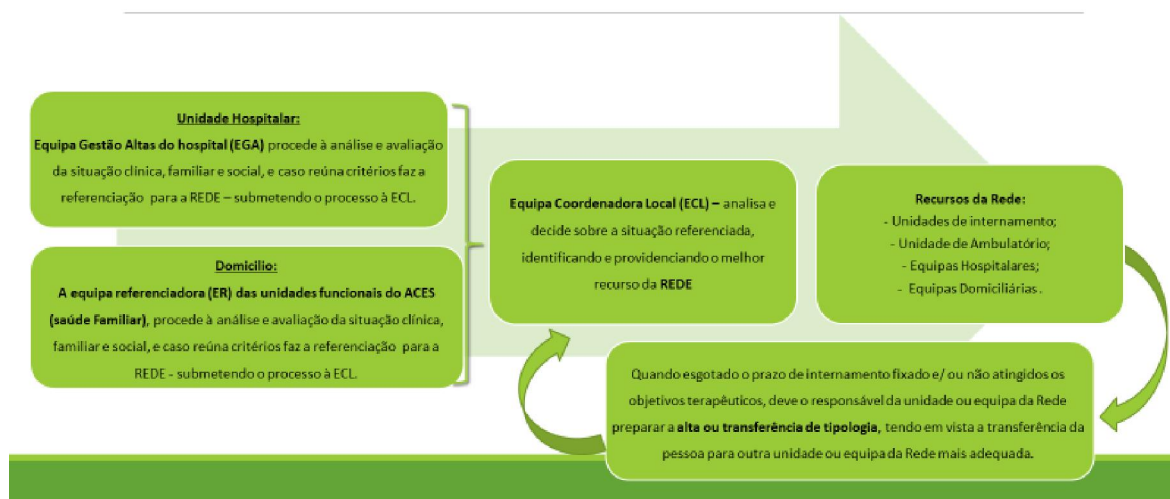 Unidade Hospitalar:
Equipa Gestão Altas do hospital (EGA) procede à análise e avaliação
da situação clínica, familiar e social, e caso reúna critérios faz a
referenciação para a REDE – submetendo o processo à ECL.
Domicilio:
A equipa referenciadora (ER) das unidades funcionais do ACES
(saúde Familiar), procede à análise e avaliação da situação clínica,
familiar e social, e caso reúna critérios faz a referenciação para a
REDE - submetendo o processo à ECL.
Equipa Coordenadora Local (ECL) – analisa e
decide sobre a situação referenciada,
identificando e providenciando o melhor
recurso da REDE
Recursos da Rede:
- Unidades de internamento;
- Unidade de Ambulatório;
- Equipas Hospitalares;
- Equipas Domiciliárias.
Quando esgotado o prazo de internamento fixado e/ ou não atingidos os
objetivos terapêuticos, deve o responsável da unidade ou equipa da Rede
preparar a alta ou transferência de tipologia, tendo em vista a transferência da
pessoa para outra unidade ou equipa da Rede mais adequada.